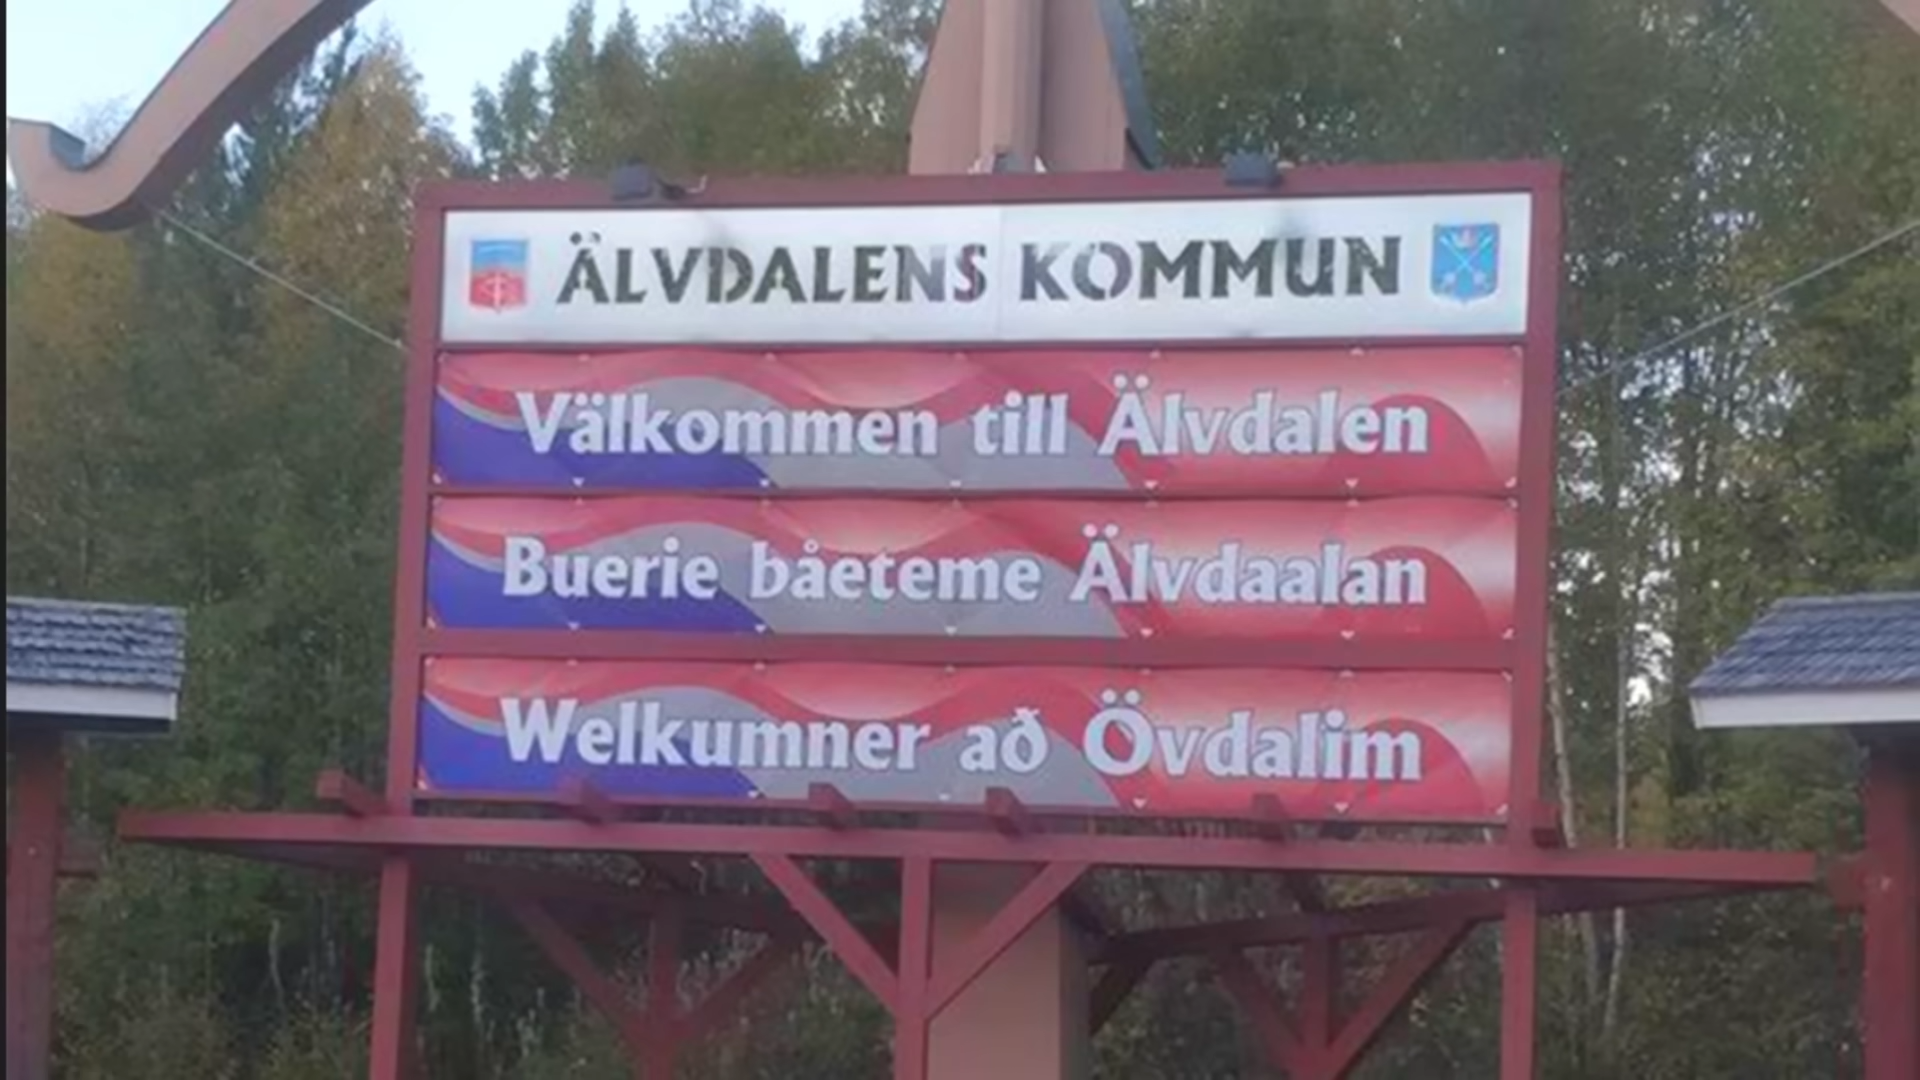 ÄLVDALENS KOMMUN
Välkommen till Älvdalen
Buerie båeteme Älvdaalan
Welkumner að Övdalim